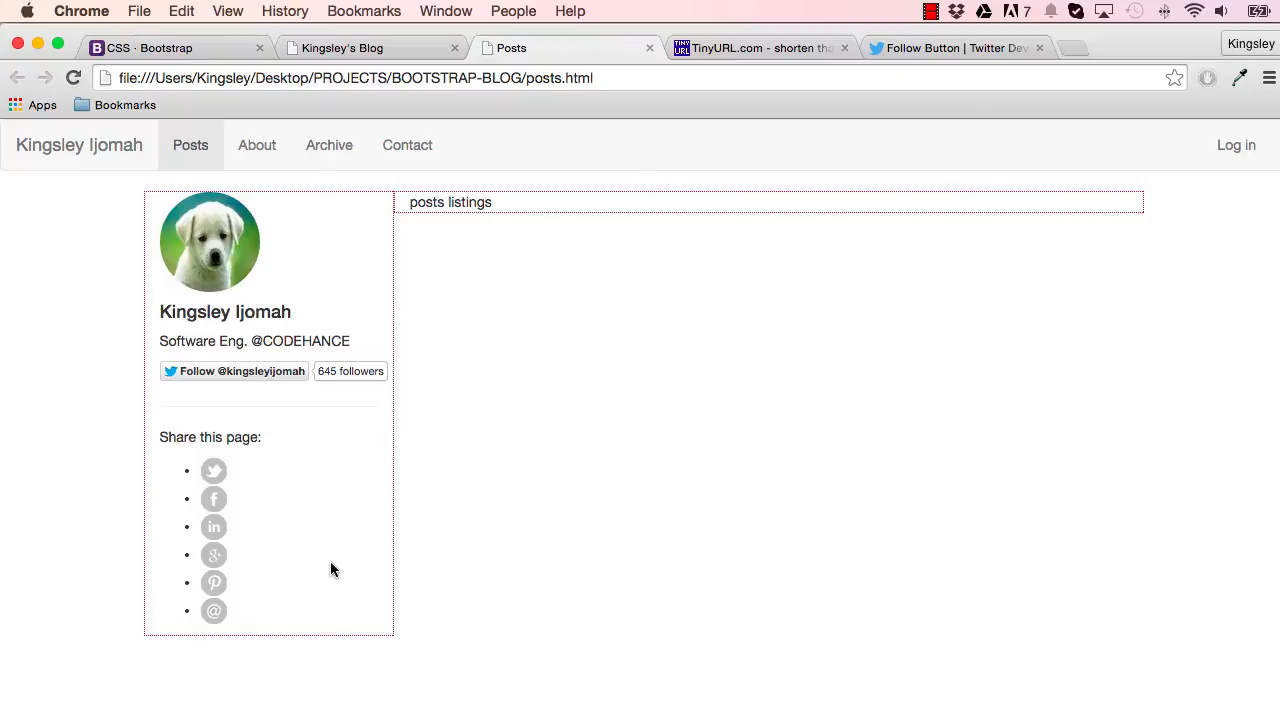 Chrome File Edit View History Bookmarks Window People Help 7
B CSS · Bootstrap Kingsley's Blog Posts TINY URL TinyURL.com - shorten tha Follow Button | Twitter Dev Kingsley
file:///Users/Kingsley/Desktop/PROJECTS/BOOTSTRAP-BLOG/posts.html
Apps Bookmarks
Kingsley Ijomah Posts About Archive Contact Log in
posts listings
Kingsley Ijomah
Software Eng. @CODEHANCE
Follow @kingsleyijomah 645 followers
Share this page:
f
in
g+
@